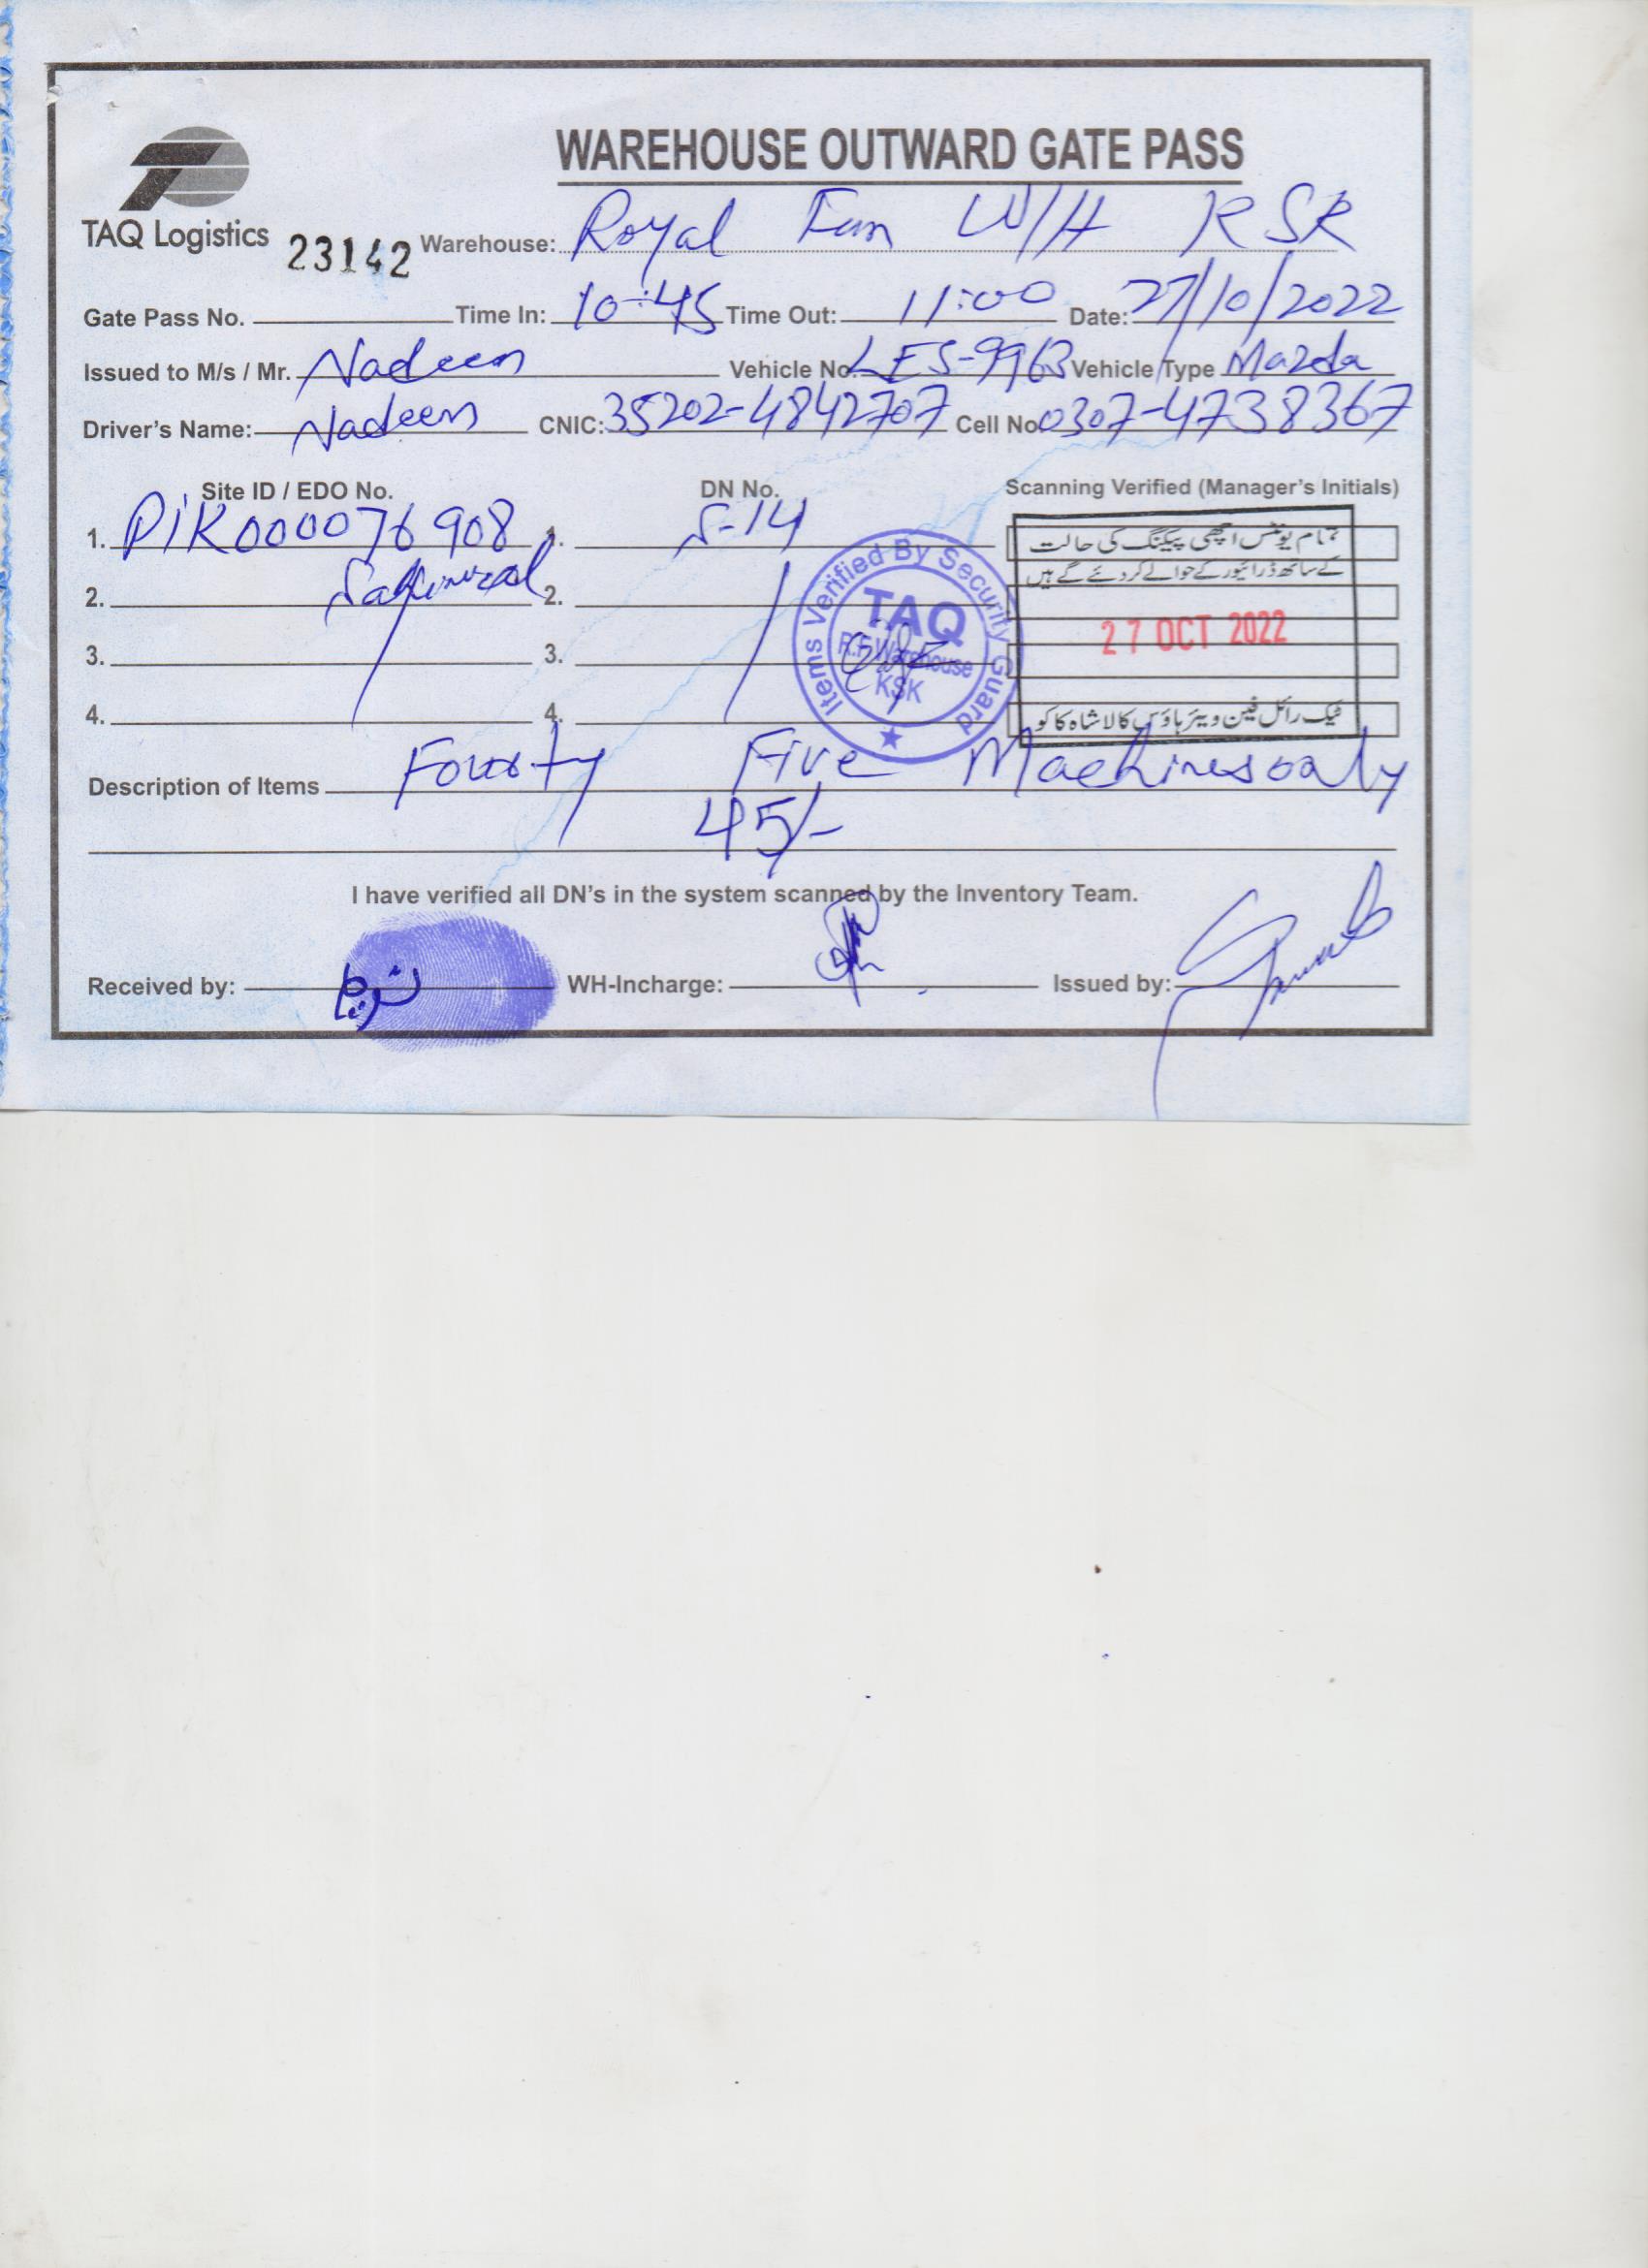 WAREHOUSE OUTWARD GATE PASS
TAQ Logistics 23142 Warehouse: Royal Fan W/H KSK
Gate Pass No. Time In: 10:45 Time Out: 11:00 Date: 27/10/2022
Issued to M/s / Mr. Nadeem Vehicle No. LES-9963 Vehicle Type Mazda
Driver's Name: Nadeem CNIC: 35202-4842707 Cell No. 0307-4738367
Site ID / EDO No. DN No. Scanning Verified (Manager's Initials)
1. PIK000076908 1. S-14
2. 2.
3. 3.
4. 4.
Items Verified By Security Guard
TAQ
R.F Warehouse
KSK
تمام یونٹس اچھی پیکنگ کی حالت
کے ساتھ ڈرائیور کے حوالے کر دئے گے ہیں
27 OCT 2022
ٹیک رائل فین ویئر ہاؤس کالا شاہ کاکو
Description of Items Fourty Five Machines only
45/-
I have verified all DN's in the system scanned by the Inventory Team.
Received by: WH-Incharge: Issued by: